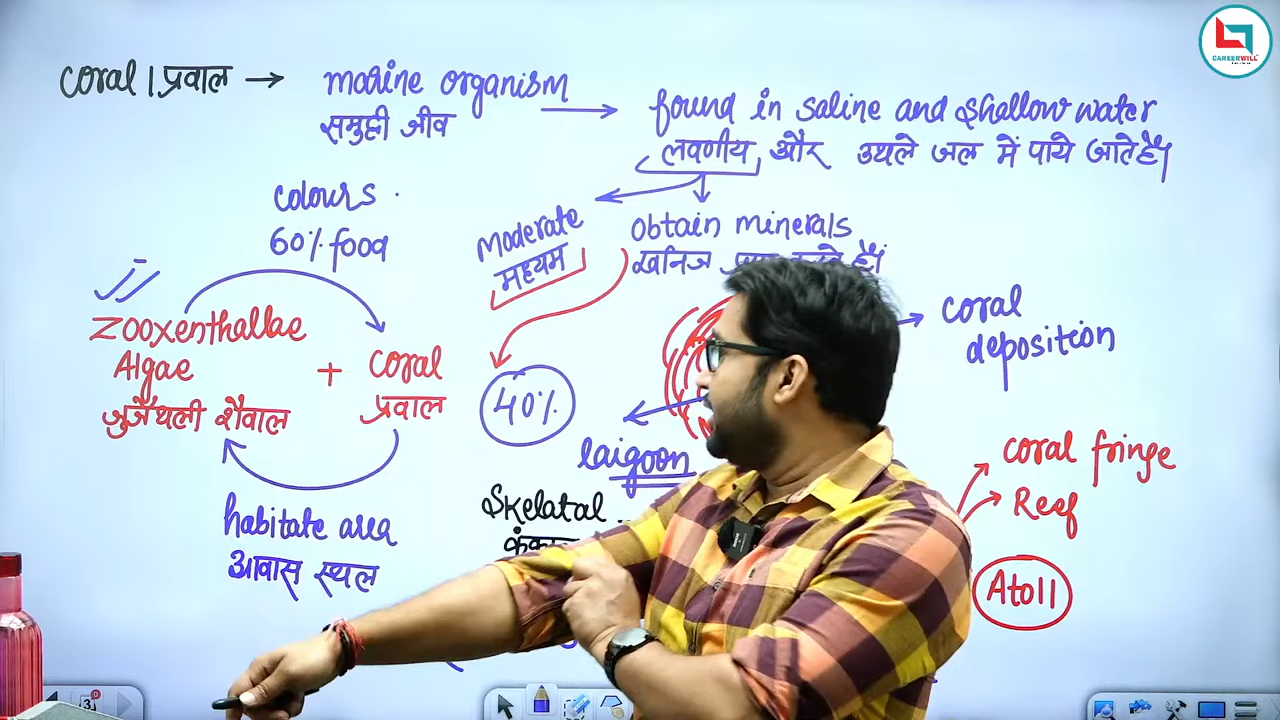 CAREERWILL
coral | प्रवाल →
marine organism →
समुद्री जीव
found in saline and shallow water
लवणीय और उथले जल में पाये जाते हैं।
colours
60% food
Moderate
मध्यम
obtain minerals
खनिज
zooxenthallae
Algae
जुजैंथली शैवाल
+
coral
प्रवाल
40%
coral
deposition
laigoon
coral fringe
Reef
Atoll
Skelatal
habitate area
आवास स्थल